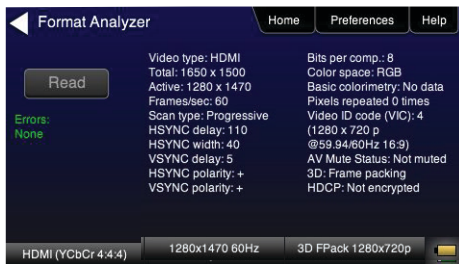 Format Analyzer
Home
Preferences
Help
Read
Errors:
None
Video type: HDMI
Total: 1650 x 1500
Active: 1280 x 1470
Frames/sec: 60
Scan type: Progressive
HSYNC delay: 110
HSYNC width: 40
VSYNC delay: 5
HSYNC polarity: +
VSYNC polarity: +
Bits per comp.: 8
Color space: RGB
Basic colorimetry: No data
Pixels repeated 0 times
Video ID code (VIC): 4
(1280 x 720 p
@59.94/60Hz 16:9)
AV Mute Status: Not muted
3D: Frame packing
HDCP: Not encrypted
HDMI (YCbCr 4:4:4)
1280x1470 60Hz
3D FPack 1280x720p